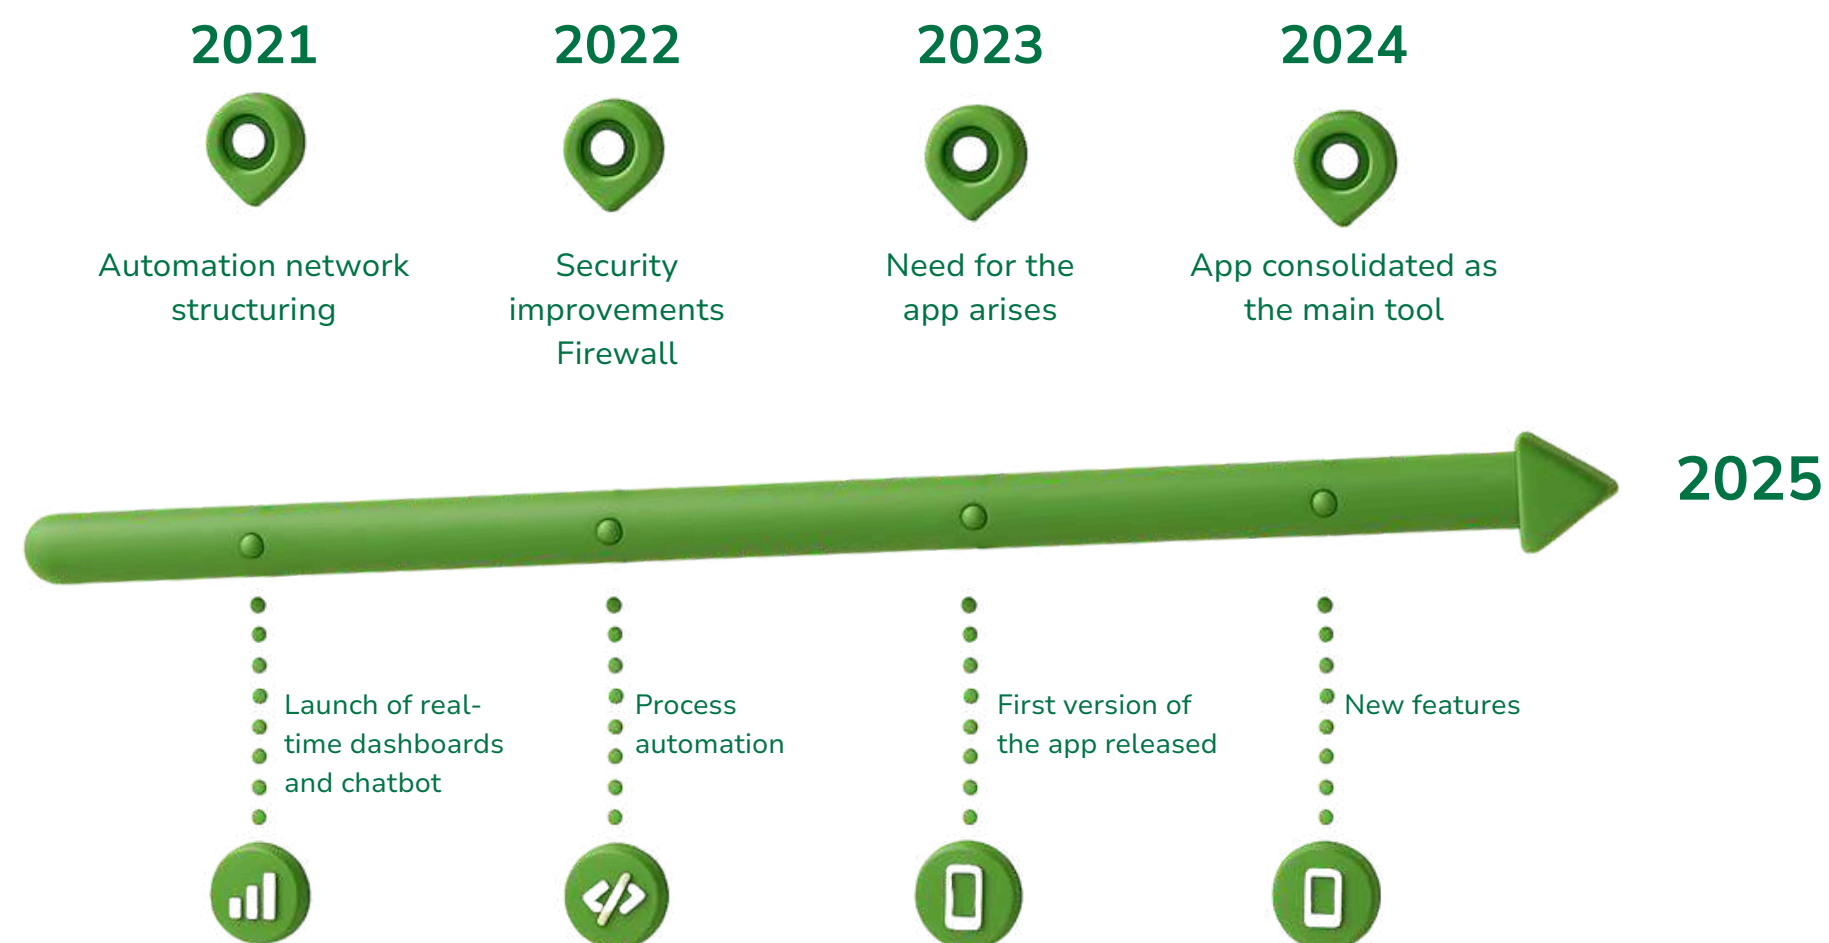 2021
2022
2023
2024
Automation network
structuring
Security
improvements
Firewall
Need for the
app arises
App consolidated as
the main tool
2025
Launch of real-
time dashboards
and chatbot
Process
automation
First version of
the app released
New features